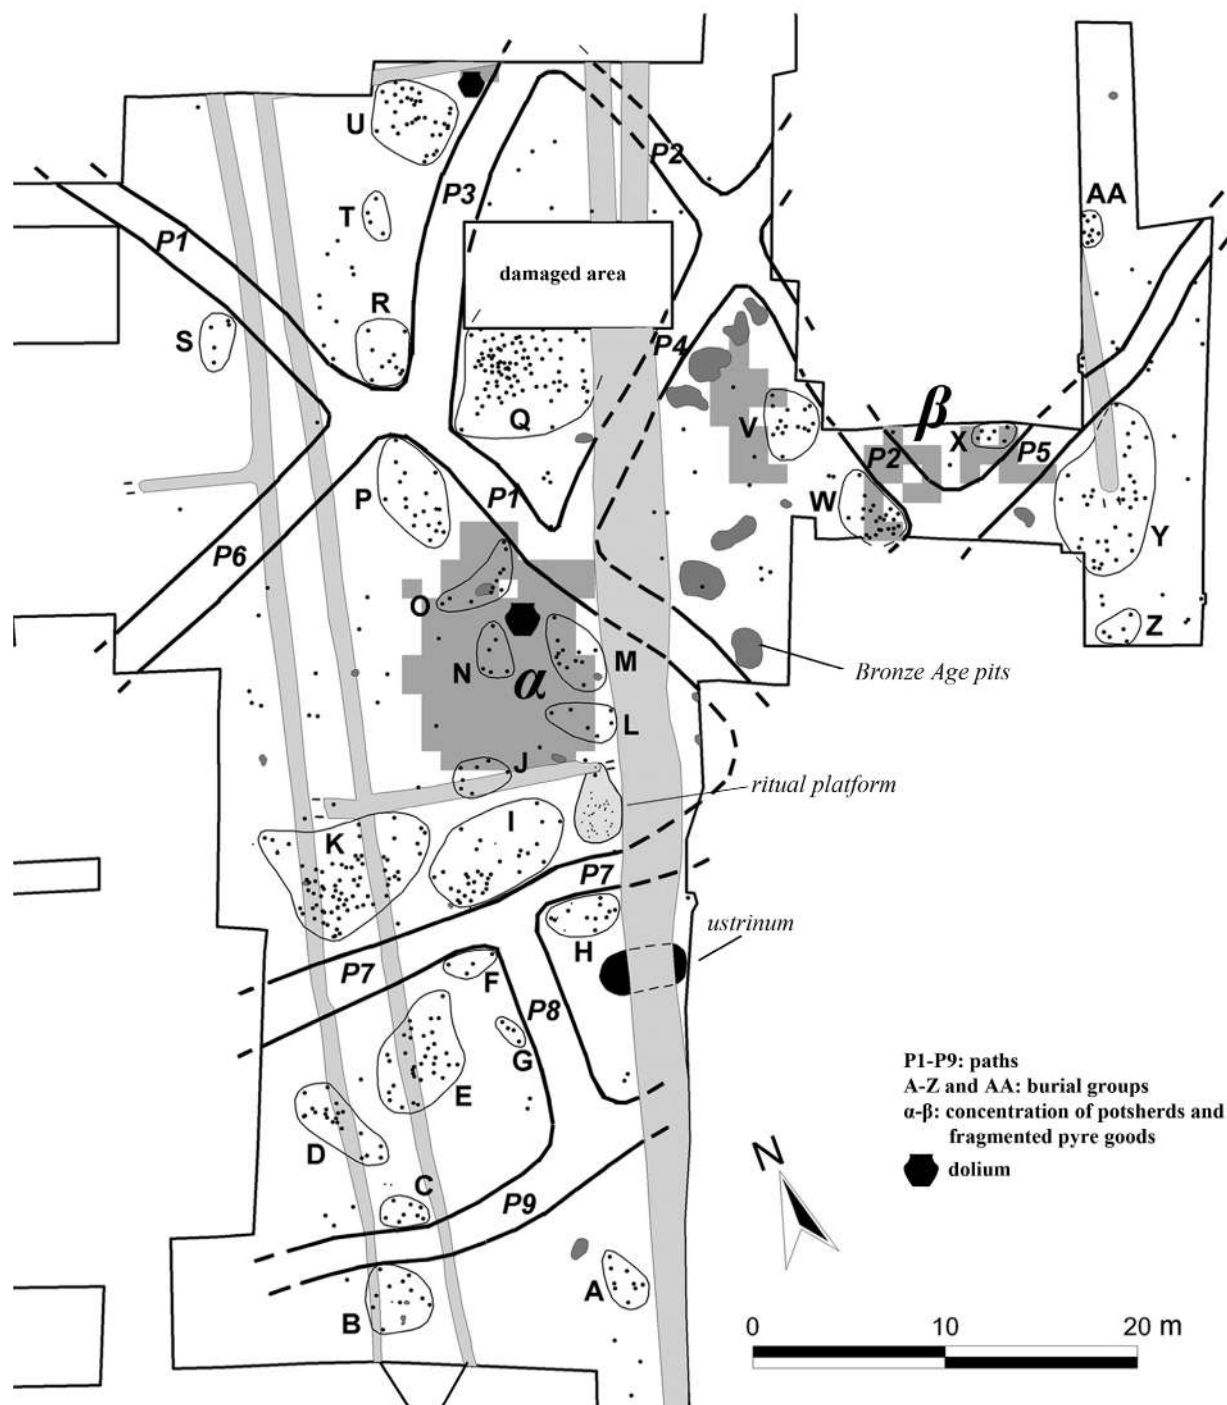 U
P2
AA
P3
T
P1
damaged area
R
S
P4
Q
β
V
X
P5
P2
P
P1
W
Y
P6
O
Z
M
N
α
Bronze Age pits
L
J
ritual platform
K
I
P7
ustrinum
H
P7
F
P8
G
E
P1-P9: paths
A-Z and AA: burial groups
α-β: concentration of potsherds and
fragmented pyre goods
dolium
D
N
C
P9
A
B
0 10 20 m